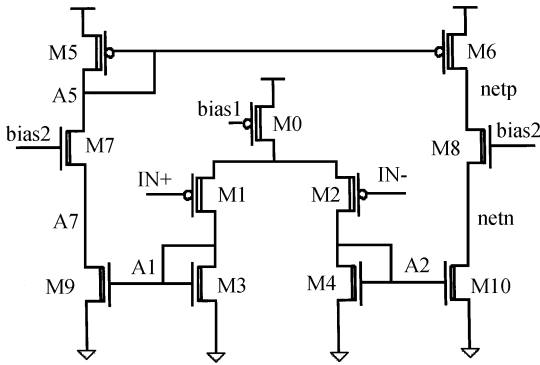 M5
M6
A5
netp
bias1
M0
bias2
M7
M8
bias2
IN+
M1
M2
IN-
A7
netn
M9
A1
M3
M4
A2
M10